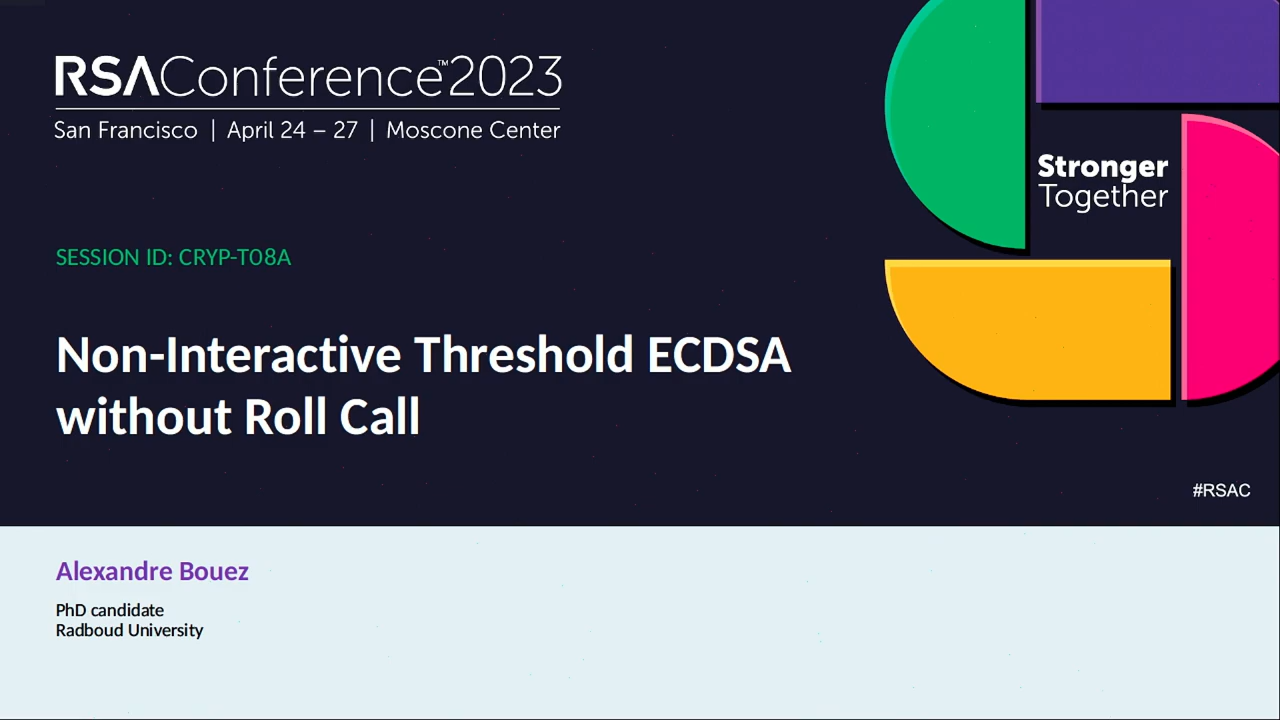 RSAConference™2023
San Francisco | April 24 – 27 | Moscone Center
Stronger
Together
SESSION ID: CRYP-T08A
Non-Interactive Threshold ECDSA
without Roll Call
#RSAC
Alexandre Bouez
PhD candidate
Radboud University